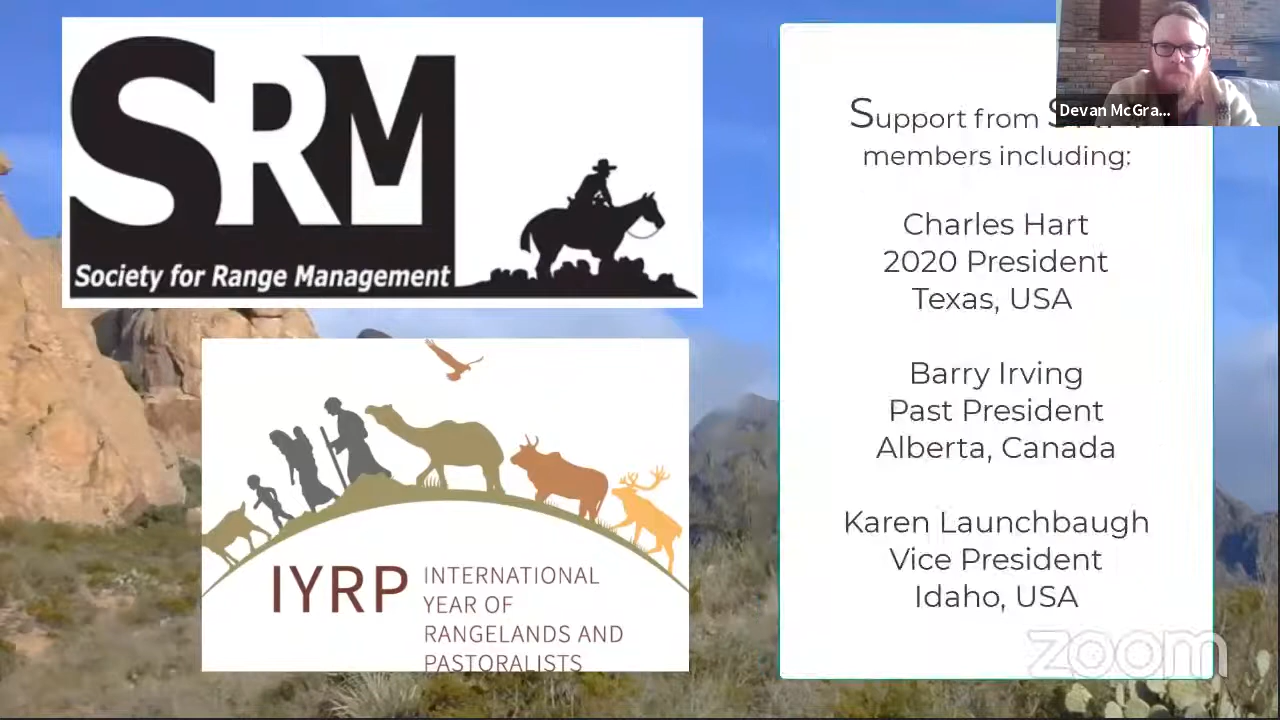 SRM
Society for Range Management
IYRP
INTERNATIONAL
YEAR OF
RANGELANDS AND
PASTORALISTS
Support from
members including:
Charles Hart
2020 President
Texas, USA
Barry Irving
Past President
Alberta, Canada
Karen Launchbaugh
Vice President
Idaho, USA
Devan McGra...
zoom